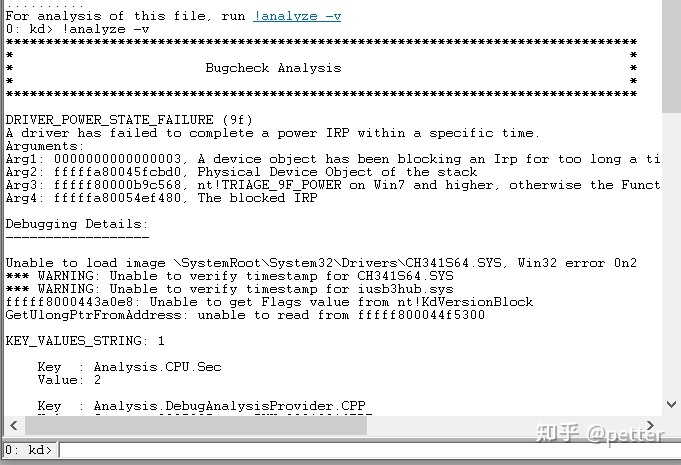 ..........
For analysis of this file, run !analyze -v
0: kd> !analyze -v
*******************************************************************************
*                                                                             *
*                        Bugcheck Analysis                                    *
*                                                                             *
*******************************************************************************
DRIVER_POWER_STATE_FAILURE (9f)
A driver has failed to complete a power IRP within a specific time.
Arguments:
Arg1: 0000000000000003, A device object has been blocking an Irp for too long a ti
Arg2: fffffa80045fcbd0, Physical Device Object of the stack
Arg3: fffff80000b9c568, nt!TRIAGE_9F_POWER on Win7 and higher, otherwise the Funct
Arg4: fffffa80054ef480, The blocked IRP
Debugging Details:
------------------
Unable to load image \SystemRoot\System32\Drivers\CH341S64.SYS, Win32 error 0n2
*** WARNING: Unable to verify timestamp for CH341S64.SYS
*** WARNING: Unable to verify timestamp for iusb3hub.sys
fffff8000443a0e8: Unable to get Flags value from nt!KdVersionBlock
GetUlongPtrFromAddress: unable to read from fffff800044f5300
KEY_VALUES_STRING: 1
Key  : Analysis.CPU.Sec
Value: 2
Key  : Analysis.DebugAnalysisProvider.CPP
知乎 @petter
0: kd>